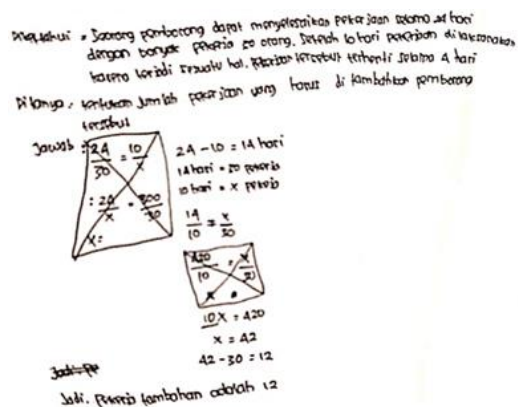 Diketahui = Seorang pemborong dapat menyelesaikan pekerjaan selama 24 hari
dengan banyak pekerja 30 orang. Setelah 10 hari pekerjaan dilaksanakan
karena terjadi sesuatu hal. Pekerjaan tersebut terhenti selama 4 hari
Ditanya : tentukan jumlah pekerjaan yang harus di tambahkan pemborong
tersebut
Jawab : 24/30 = 10/x
: 24/x = 300/30
x =
24 - 10 = 14 hari
14 hari = 30 pekerja
10 hari = x pekerja
14/10 = x/30
420/10 = x/30
x =
10x = 420
x = 42
42 - 30 = 12
Jadi, Pekerja tambahan adalah 12